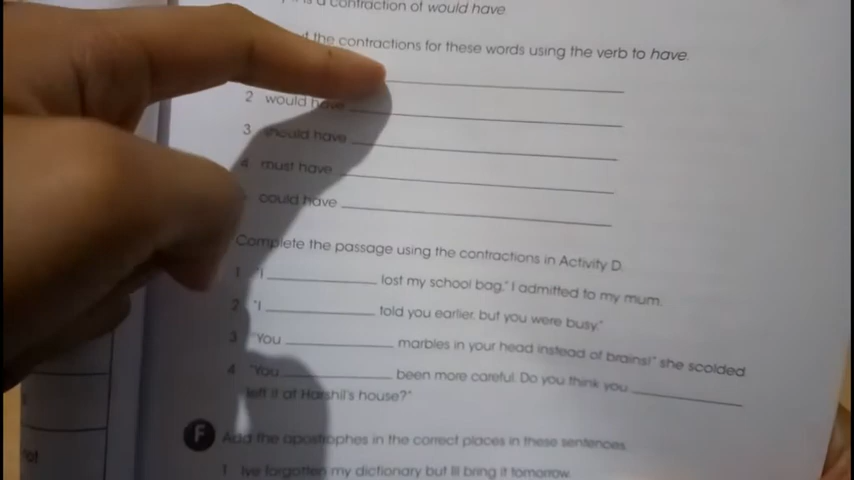 a contraction of would have
the contractions for these words using the verb to have.
2 would have
3 should have
4 must have
could have
Complete the passage using the contractions in Activity D.
1 "I lost my school bag," I admitted to my mum.
2 "I told you earlier, but you were busy."
3 "You marbles in your head instead of brains!" she scolded
4 "You been more careful. Do you think you
left it at Harshil's house?"
F Add the apostrophes in the correct places in these sentences.
1 Ive forgotten my dictionary but Ill bring it tomorrow.